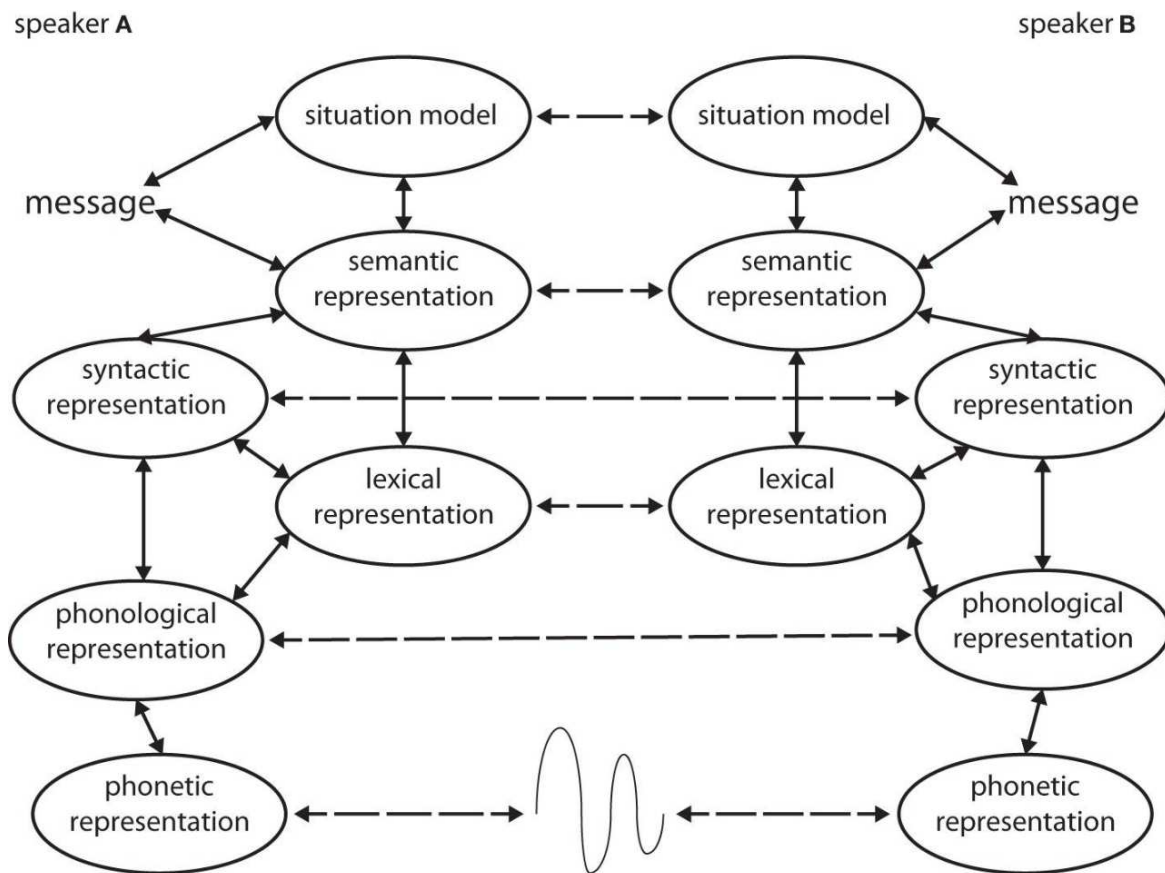 speaker A
speaker B
situation model
situation model
message
message
semantic
representation
semantic
representation
syntactic
representation
syntactic
representation
lexical
representation
lexical
representation
phonological
representation
phonological
representation
phonetic
representation
phonetic
representation